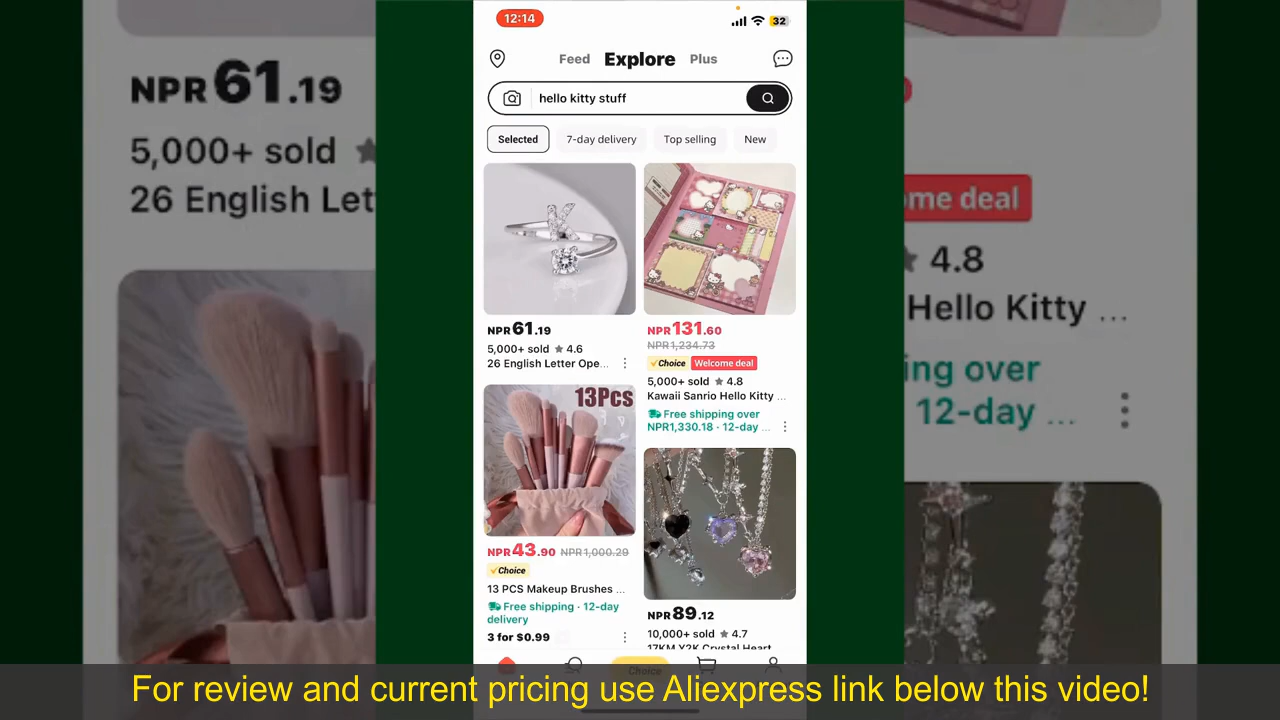 12:14
32
Feed Explore Plus
hello kitty stuff
Selected 7-day delivery Top selling New
NPR61.19
5,000+ sold ★ 4.6
26 English Letter Ope...
NPR131.60
NPR1,234.73
✓Choice Welcome deal
5,000+ sold ★ 4.8
Kawaii Sanrio Hello Kitty ...
Free shipping over
NPR1,330.18 · 12-day ...
13Pcs
NPR43.90 NPR1,000.29
✓Choice
13 PCS Makeup Brushes ...
Free shipping · 12-day
delivery
3 for $0.99
NPR89.12
10,000+ sold ★ 4.7
17KM Y2K Crystal Heart
Choice
NPR61.19
5,000+ sold
26 English Let
me deal
4.8
Hello Kitty ...
ing over
12-day ...
For review and current pricing use Aliexpress link below this video!